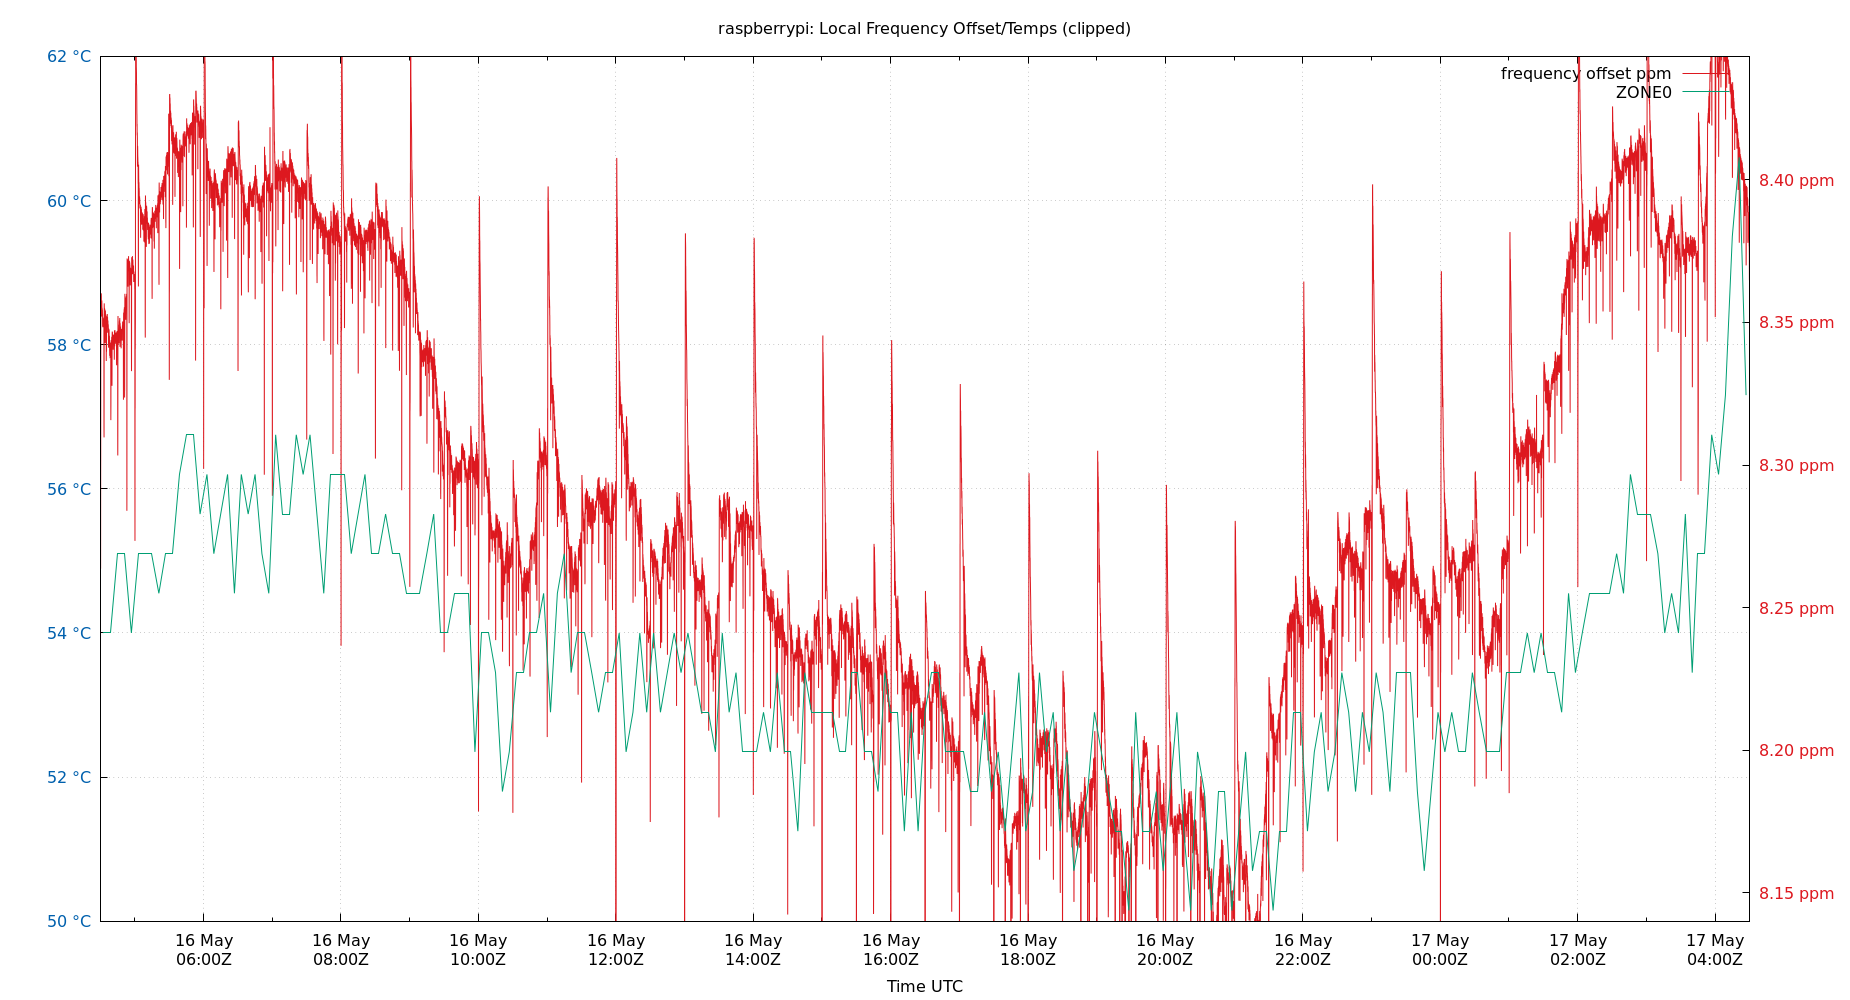 raspberrypi: Local Frequency Offset/Temps (clipped)
62 °C
60 °C
58 °C
56 °C
54 °C
52 °C
50 °C
frequency offset ppm
ZONE0
8.40 ppm
8.35 ppm
8.30 ppm
8.25 ppm
8.20 ppm
8.15 ppm
16 May
06:00Z
16 May
08:00Z
16 May
10:00Z
16 May
12:00Z
16 May
14:00Z
16 May
16:00Z
16 May
18:00Z
16 May
20:00Z
16 May
22:00Z
17 May
00:00Z
17 May
02:00Z
17 May
04:00Z
Time UTC